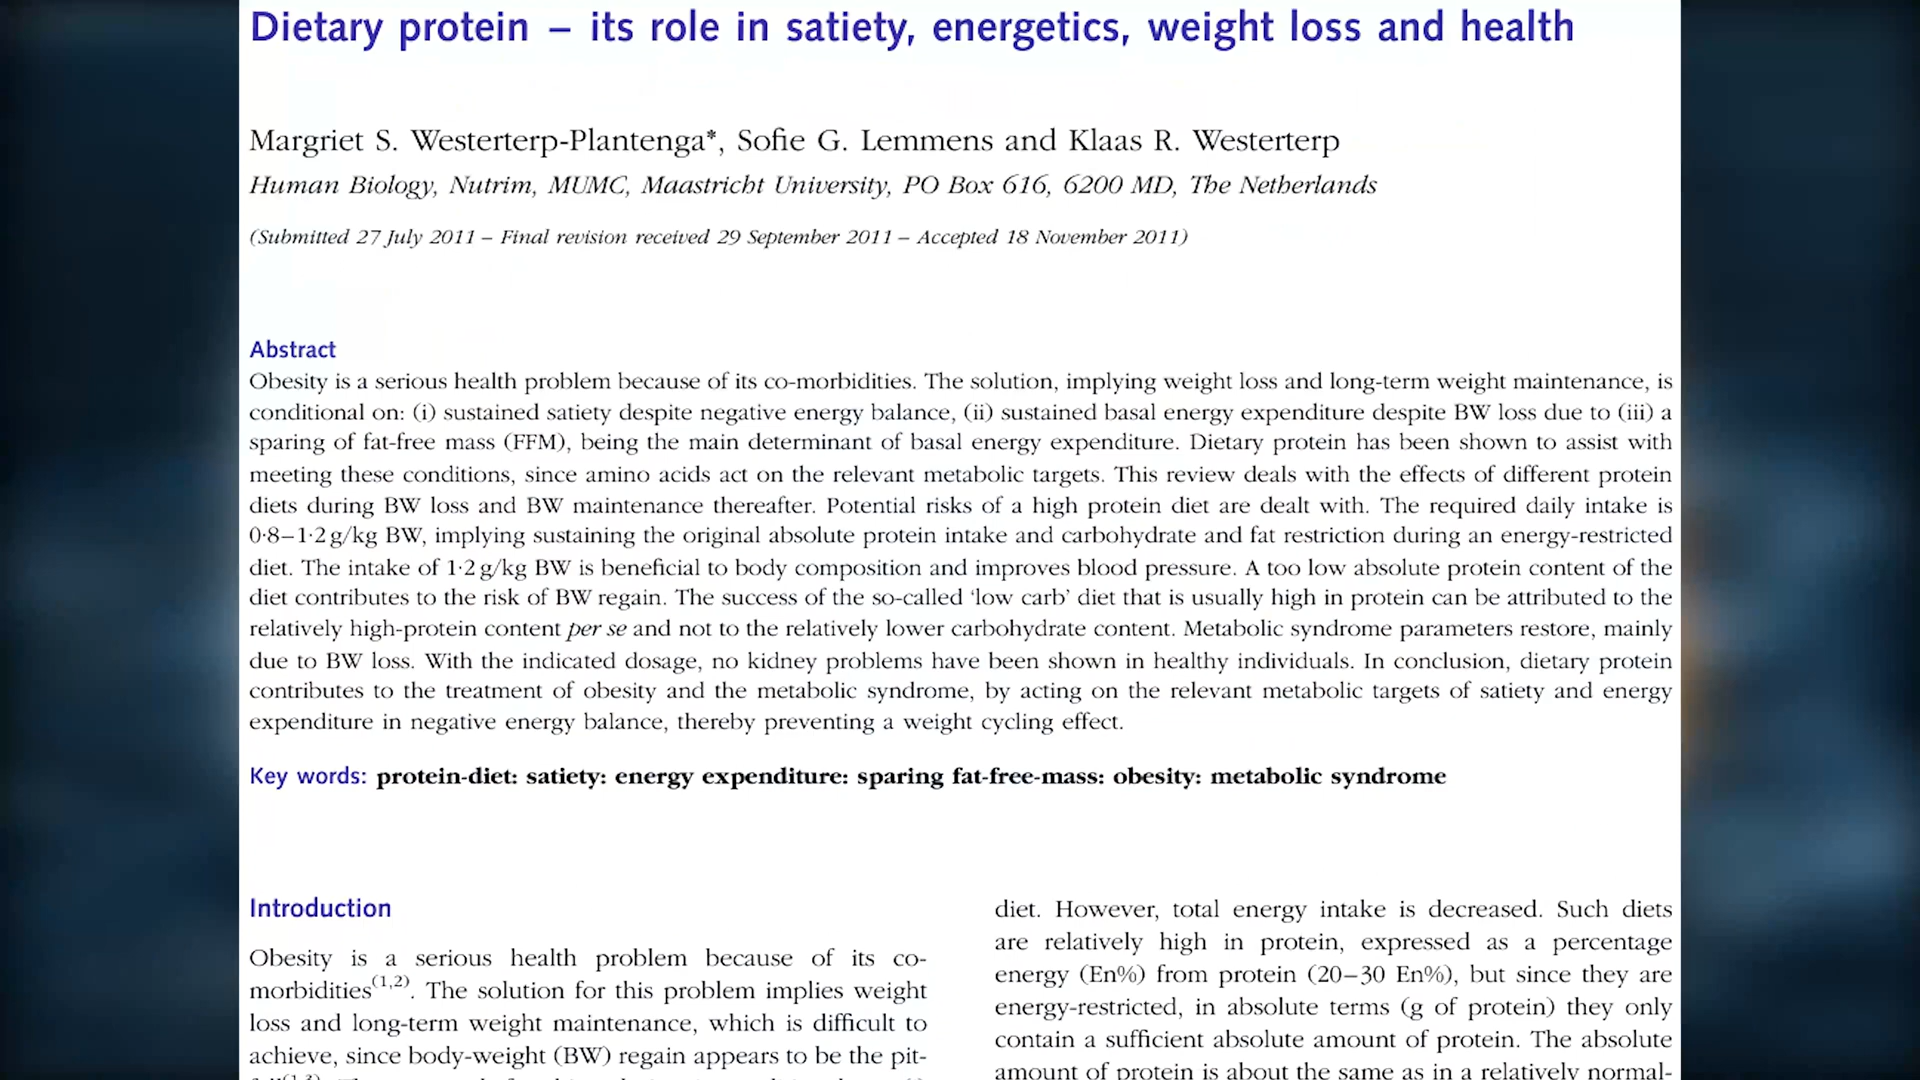 Dietary protein – its role in satiety, energetics, weight loss and health
Margriet S. Westerterp-Plantenga*, Sofie G. Lemmens and Klaas R. Westerterp
Human Biology, Nutrim, MUMC, Maastricht University, PO Box 616, 6200 MD, The Netherlands
(Submitted 27 July 2011 – Final revision received 29 September 2011 – Accepted 18 November 2011)
Abstract
Obesity is a serious health problem because of its co-morbidities. The solution, implying weight loss and long-term weight maintenance, is
conditional on: (i) sustained satiety despite negative energy balance, (ii) sustained basal energy expenditure despite BW loss due to (iii) a
sparing of fat-free mass (FFM), being the main determinant of basal energy expenditure. Dietary protein has been shown to assist with
meeting these conditions, since amino acids act on the relevant metabolic targets. This review deals with the effects of different protein
diets during BW loss and BW maintenance thereafter. Potential risks of a high protein diet are dealt with. The required daily intake is
0·8–1·2 g/kg BW, implying sustaining the original absolute protein intake and carbohydrate and fat restriction during an energy-restricted
diet. The intake of 1·2 g/kg BW is beneficial to body composition and improves blood pressure. A too low absolute protein content of the
diet contributes to the risk of BW regain. The success of the so-called ‘low carb’ diet that is usually high in protein can be attributed to the
relatively high-protein content per se and not to the relatively lower carbohydrate content. Metabolic syndrome parameters restore, mainly
due to BW loss. With the indicated dosage, no kidney problems have been shown in healthy individuals. In conclusion, dietary protein
contributes to the treatment of obesity and the metabolic syndrome, by acting on the relevant metabolic targets of satiety and energy
expenditure in negative energy balance, thereby preventing a weight cycling effect.
Key words: protein-diet: satiety: energy expenditure: sparing fat-free-mass: obesity: metabolic syndrome
Introduction
Obesity is a serious health problem because of its co-
morbidities(1,2). The solution for this problem implies weight
loss and long-term weight maintenance, which is difficult to
achieve, since body-weight (BW) regain appears to be the pit-
diet. However, total energy intake is decreased. Such diets
are relatively high in protein, expressed as a percentage
energy (En%) from protein (20–30 En%), but since they are
energy-restricted, in absolute terms (g of protein) they only
contain a sufficient absolute amount of protein. The absolute
amount of protein is about the same as in a relatively normal-